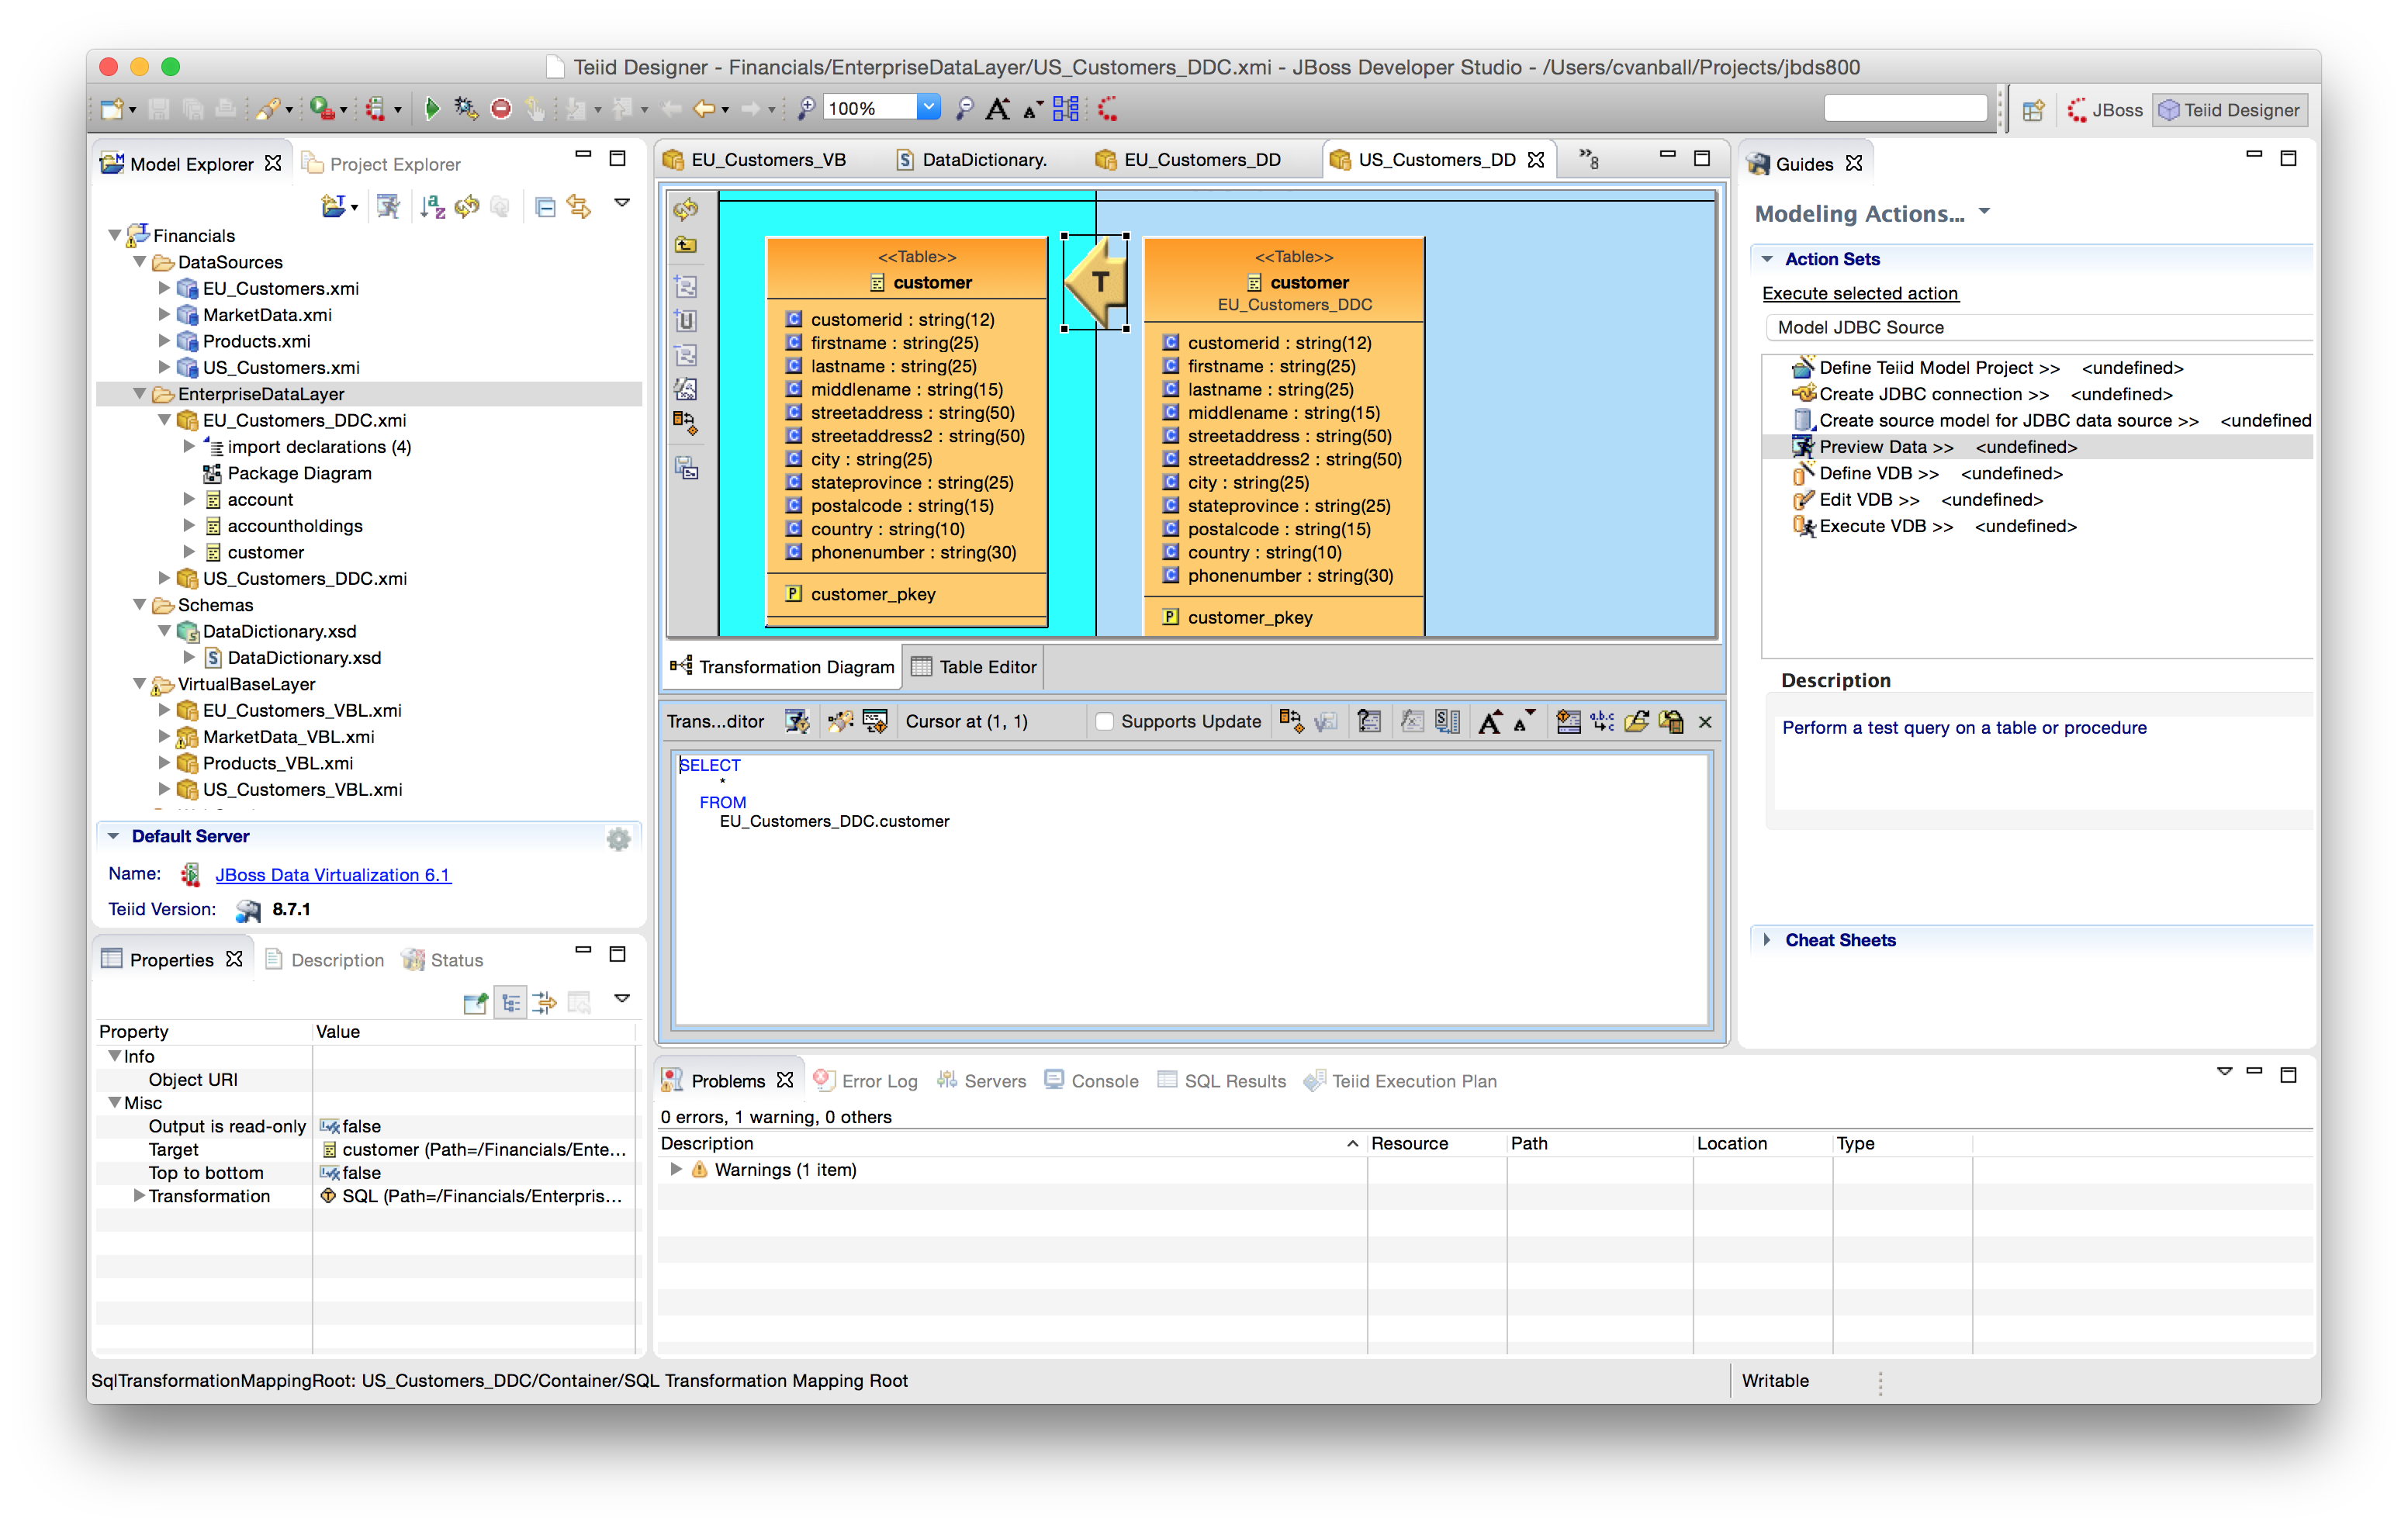 Teiid Designer - Financials/EnterpriseDataLayer/US_Customers_DDC.xmi - JBoss Developer Studio - /Users/cvanball/Projects/jbds800
100%
JBoss
Teiid Designer
Model Explorer
Project Explorer
Financials
DataSources
EU_Customers.xmi
MarketData.xmi
Products.xmi
US_Customers.xmi
EnterpriseDataLayer
EU_Customers_DDC.xmi
import declarations (4)
Package Diagram
account
accountholdings
customer
US_Customers_DDC.xmi
Schemas
DataDictionary.xsd
DataDictionary.xsd
VirtualBaseLayer
EU_Customers_VBL.xmi
MarketData_VBL.xmi
Products_VBL.xmi
US_Customers_VBL.xmi
Default Server
Name: JBoss Data Virtualization 6.1
Teiid Version: 8.7.1
Properties
Description
Status
Property Value
Info
Object URI
Misc
Output is read-only false
Target customer (Path=/Financials/Ente...
Top to bottom false
Transformation SQL (Path=/Financials/Enterpris...
EU_Customers_VB
DataDictionary.
EU_Customers_DD
US_Customers_DD
»8
<<Table>>
customer
customerid : string(12)
firstname : string(25)
lastname : string(25)
middlename : string(15)
streetaddress : string(50)
streetaddress2 : string(50)
city : string(25)
stateprovince : string(25)
postalcode : string(15)
country : string(10)
phonenumber : string(30)
customer_pkey
T
<<Table>>
customer
EU_Customers_DDC
customerid : string(12)
firstname : string(25)
lastname : string(25)
middlename : string(15)
streetaddress : string(50)
streetaddress2 : string(50)
city : string(25)
stateprovince : string(25)
postalcode : string(15)
country : string(10)
phonenumber : string(30)
customer_pkey
Transformation Diagram
Table Editor
Trans...ditor
Cursor at (1, 1)
Supports Update
SELECT
*
FROM
EU_Customers_DDC.customer
Guides
Modeling Actions...
Action Sets
Execute selected action
Model JDBC Source
Define Teiid Model Project >> <undefined>
Create JDBC connection >> <undefined>
Create source model for JDBC data source >> <undefined
Preview Data >> <undefined>
Define VDB >> <undefined>
Edit VDB >> <undefined>
Execute VDB >> <undefined>
Description
Perform a test query on a table or procedure
Cheat Sheets
Problems
Error Log
Servers
Console
SQL Results
Teiid Execution Plan
0 errors, 1 warning, 0 others
Description Resource Path Location Type
Warnings (1 item)
SqlTransformationMappingRoot: US_Customers_DDC/Container/SQL Transformation Mapping Root
Writable